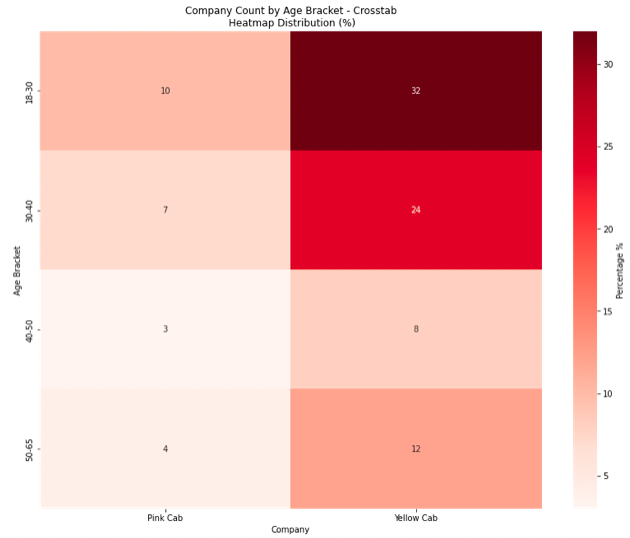 Company Count by Age Bracket - Crosstab
Heatmap Distribution (%)
Age Bracket
18-30
10
32
30-40
7
24
40-50
3
8
50-65
4
12
Pink Cab
Yellow Cab
Company
30
25
20
15
10
5
Percentage %